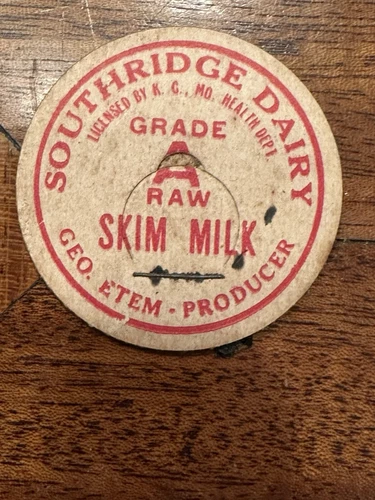 SOUTHRIDGE DAIRY
LICENSED BY K. C., MO. HEALTH DEPT
GRADE
A
RAW
SKIM MILK
GEO. ETEM - PRODUCER